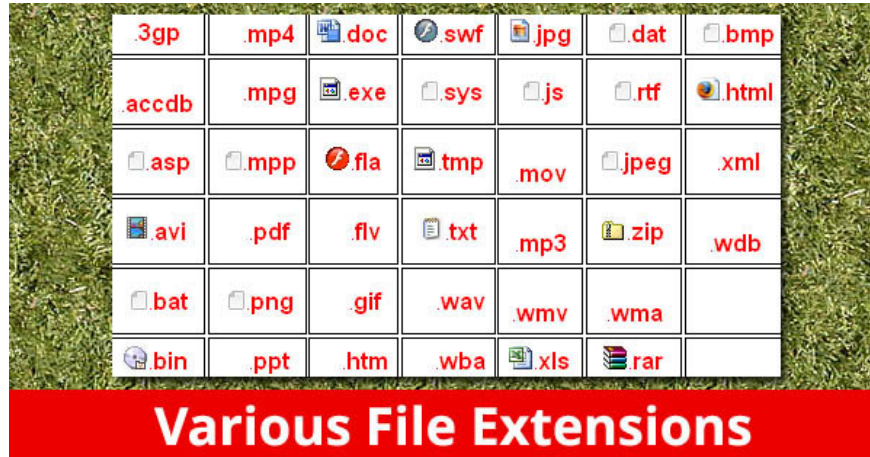 .3gp .mp4 .doc .swf .jpg .dat .bmp
.accdb .mpg .exe .sys .js .rtf .html
.asp .mpp .fla .tmp .mov .jpeg .xml
.avi .pdf .flv .txt .mp3 .zip .wdb
.bat .png .gif .wav .wmv .wma
.bin .ppt .htm .wba .xls .rar
Various File Extensions